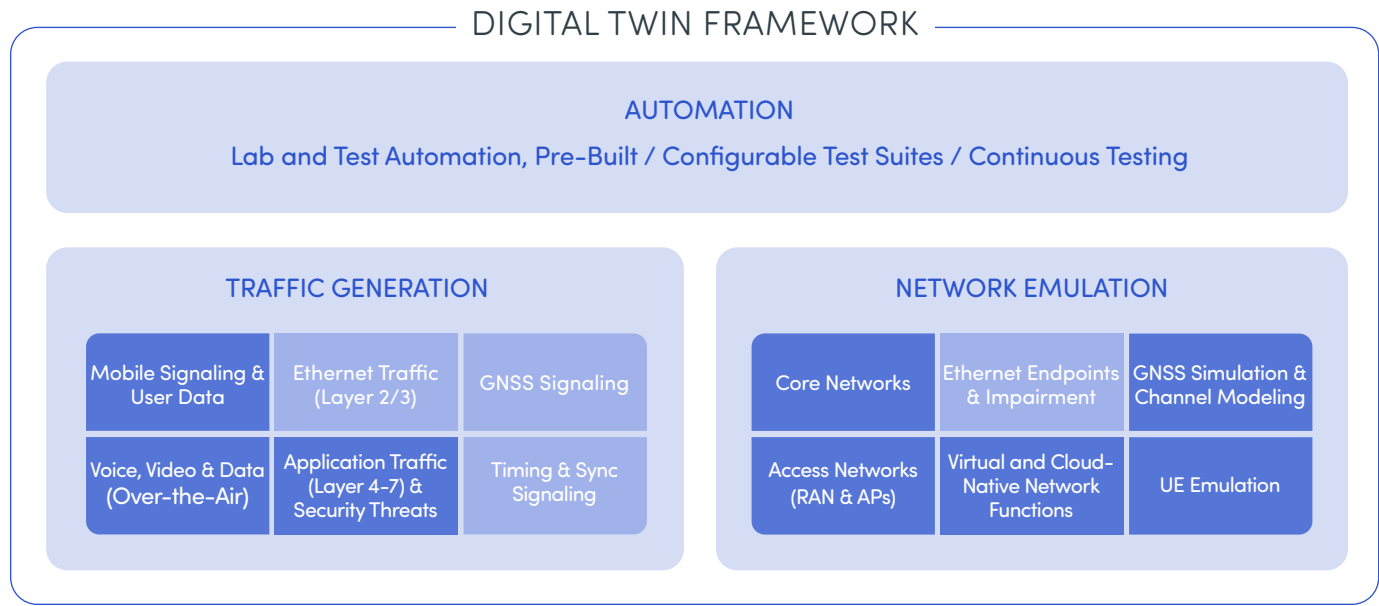 DIGITAL TWIN FRAMEWORK
AUTOMATION
Lab and Test Automation, Pre-Built / Configurable Test Suites / Continuous Testing
TRAFFIC GENERATION
Mobile Signaling &
User Data
Ethernet Traffic
(Layer 2/3)
GNSS Signaling
Voice, Video & Data
(Over-the-Air)
Application Traffic
(Layer 4-7) &
Security Threats
Timing & Sync
Signaling
NETWORK EMULATION
Core Networks
Ethernet Endpoints
& Impairment
GNSS Simulation &
Channel Modeling
Access Networks
(RAN & APs)
Virtual and Cloud-
Native Network
Functions
UE Emulation